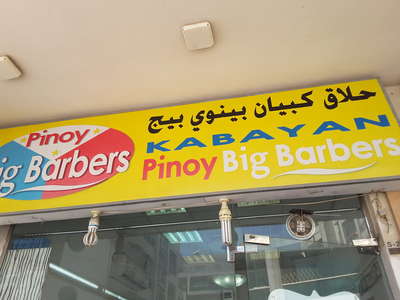 حلاق كبيان بينوي بيج
KABAYAN
Pinoy Big Barbers
Pinoy
ig Barbers